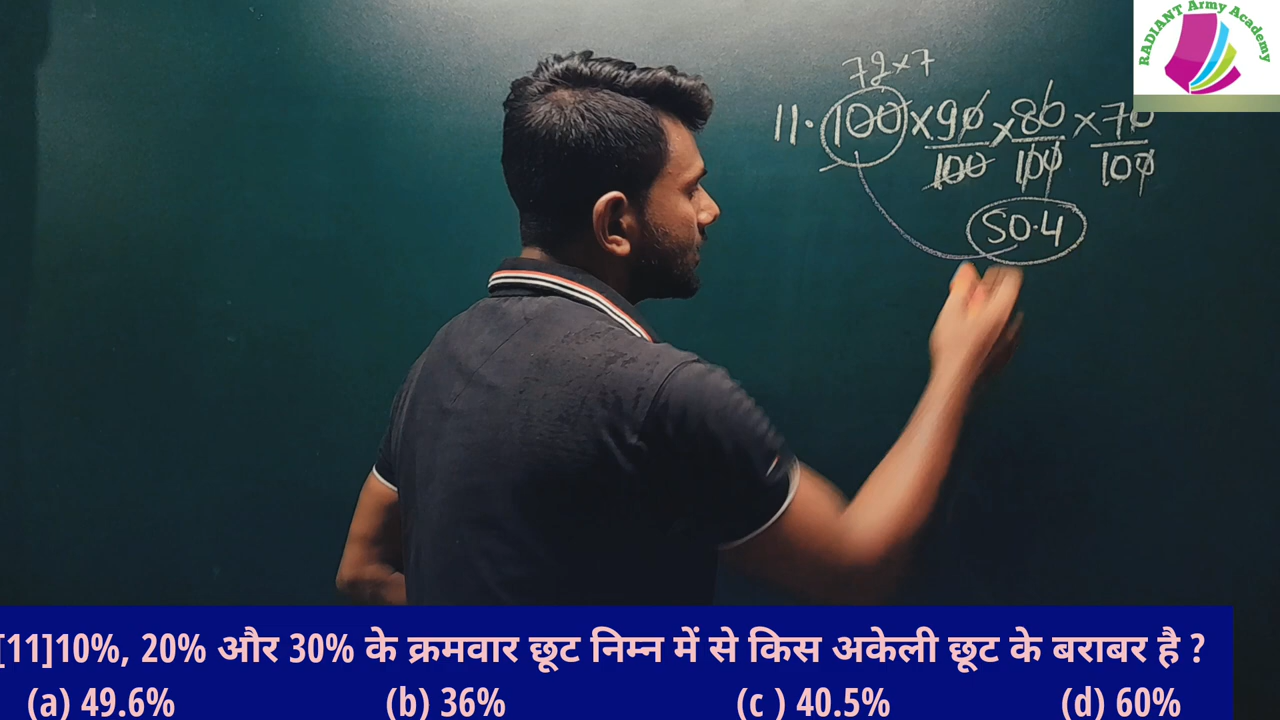 RADIANT Army Academy
72×7
11. 100 × 90/100 × 80/100 × 70/100
50.4
[11]10%, 20% और 30% के क्रमवार छूट निम्न में से किस अकेली छूट के बराबर है ?
(a) 49.6% (b) 36% (c ) 40.5% (d) 60%